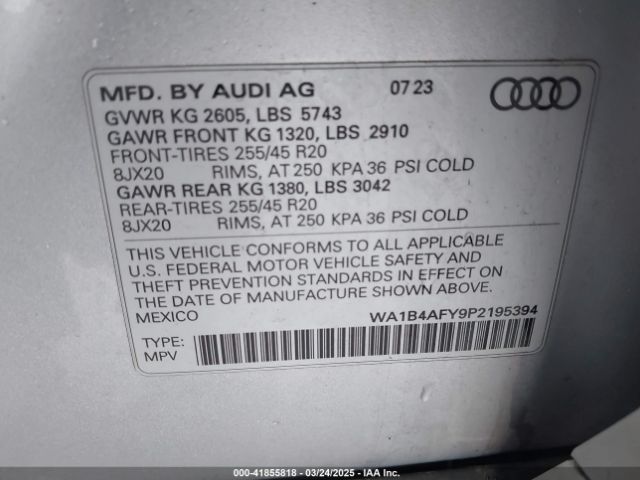 MFD. BY AUDI AG 07 23
GVWR KG 2605, LBS 5743
GAWR FRONT KG 1320, LBS 2910
FRONT-TIRES 255/45 R20
8JX20 RIMS, AT 250 KPA 36 PSI COLD
GAWR REAR KG 1380, LBS 3042
REAR-TIRES 255/45 R20
8JX20 RIMS, AT 250 KPA 36 PSI COLD
THIS VEHICLE CONFORMS TO ALL APPLICABLE
U.S. FEDERAL MOTOR VEHICLE SAFETY AND
THEFT PREVENTION STANDARDS IN EFFECT ON
THE DATE OF MANUFACTURE SHOWN ABOVE.
MEXICO WA1B4AFY9P2195394
TYPE:
MPV
000-41855818 - 03/24/2025 - IAA Inc.